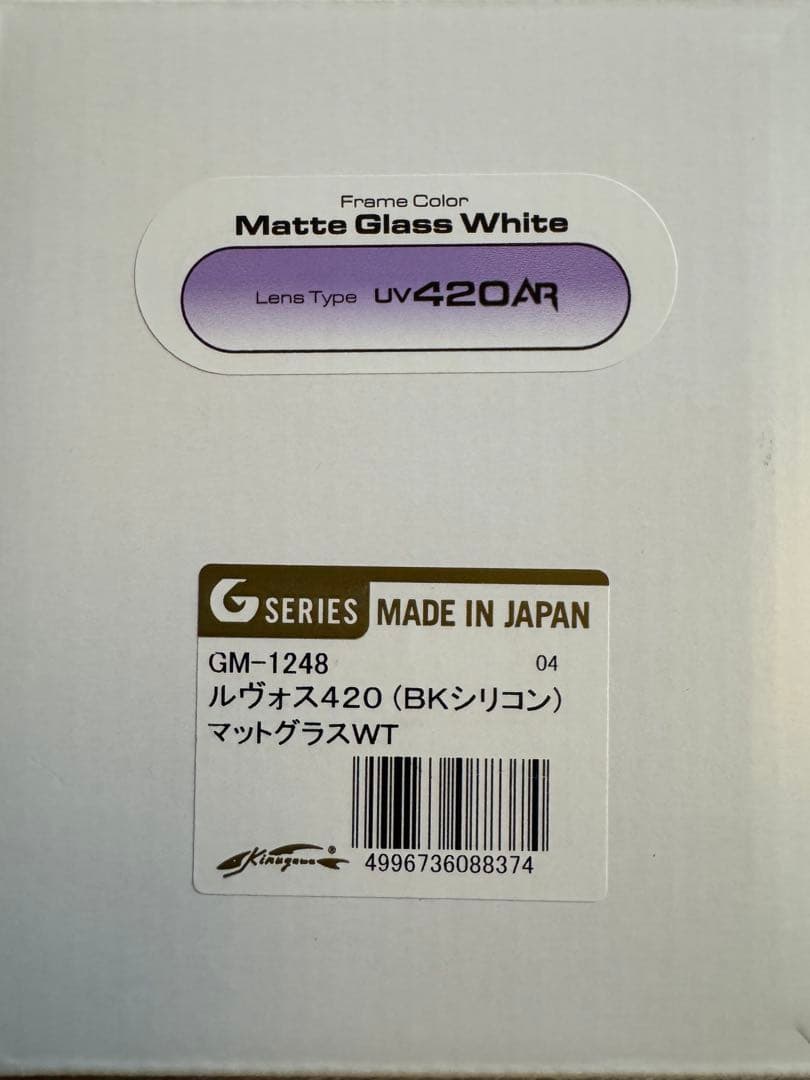 Frame Color
Matte Glass White
Lens Type UV420AR
G SERIES MADE IN JAPAN
GM-1248 04
ルヴォス420(BKシリコン)
マットグラスWT
Kinugawa®
4996736088374